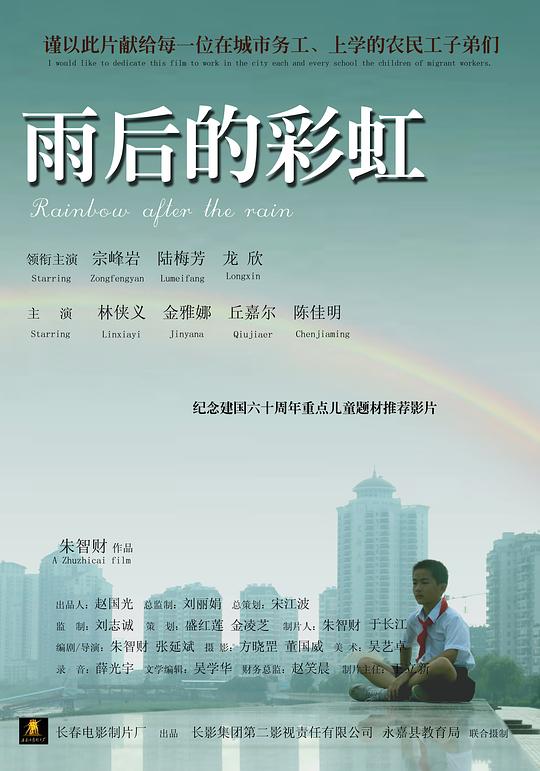 谨以此片献给每一位在城市务工、上学的农民工子弟们
I would like to dedicate this film to work in the city each and every school the children of migrant workers.
雨后的彩虹
Rainbow after the rain
领衔主演 宗峰岩 陆梅芳 龙欣
Starring Zongfengyan Lumeifang Longxin
主 演 林侠义 金雅娜 丘嘉尔 陈佳明
Starring Linxiayi Jinyana Qiujiaer Chenjiaming
纪念建国六十周年重点儿童题材推荐影片
朱智财 作品
A Zhuzhicai film
出品人：赵国光 总监制：刘丽娟 总策划：宋江波
监 制：刘志诚 策 划：盛红莲 金凌芝 制片人：朱智财 于长江
编剧/导演：朱智财 张延斌 摄 影：方晓罡 董国威 美 术：吴艺卓
录 音：薛光宇 文学编辑：吴学华 财务总监：赵笑晨 制片主任：王立新
长春电影制片厂 出品 长影集团第二影视责任有限公司 永嘉县教育局 联合摄制